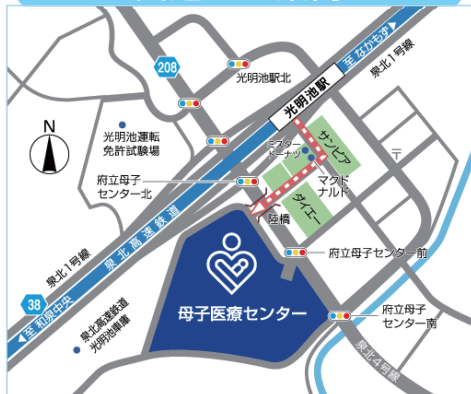 至 なかもず
泉北1号線
208
光明池駅北
光明池駅
光明池運転
免許試験場
N
ミスター
ドーナツ
サンピア
〒
マクド
ナルド
府立母子
センター北
ダイエー
陸橋
泉北高速鉄道
府立母子センター前
泉北1号線
38
至 和泉中央
母子医療センター
府立母子
センター南
泉北高速鉄道
光明池車庫
泉北4号線